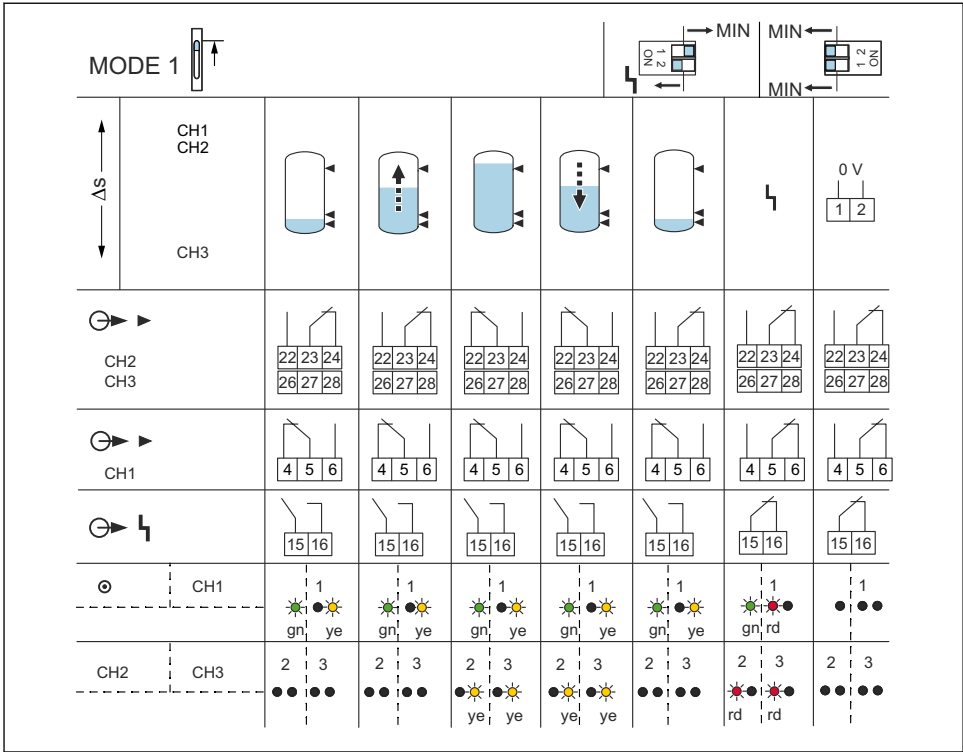 MODE 1
1 2
ON
MIN
MIN
MIN
1 2
ON
Δs
CH1
CH2
CH3
0 V
1 2
CH2
CH3
22 23 24 22 23 24 22 23 24 22 23 24 22 23 24 22 23 24 22 23 24
26 27 28 26 27 28 26 27 28 26 27 28 26 27 28 26 27 28 26 27 28
CH1
4 5 6 4 5 6 4 5 6 4 5 6 4 5 6 4 5 6 4 5 6
15 16 15 16 15 16 15 16 15 16 15 16 15 16
CH1 1 1 1 1 1 1 1
gn ye gn ye gn ye gn ye gn ye gn rd
CH2 CH3 2 3 2 3 2 3 2 3 2 3 2 3 2 3
ye ye ye ye rd rd